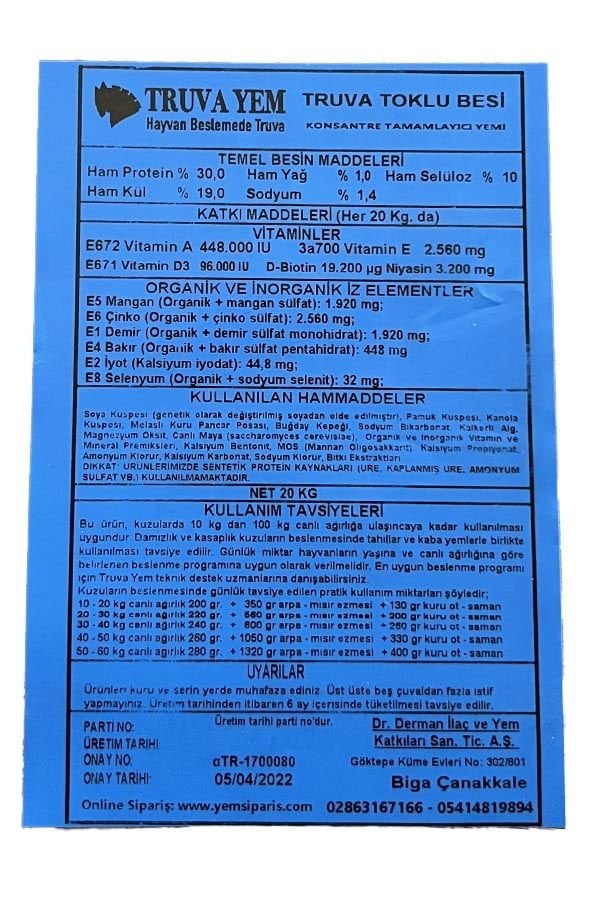 TRUVA YEM
Hayvan Beslemede Truva
TRUVA TOKLU BESİ
KONSANTRE TAMAMLAYICI YEMİ
TEMEL BESİN MADDELERİ
Ham Protein % 30,0 Ham Yağ % 1,0 Ham Selüloz % 10
Ham Kül % 19,0 Sodyum % 1,4
KATKI MADDELERİ (Her 20 Kg. da)
VİTAMİNLER
E672 Vitamin A 448.000 IU 3a700 Vitamin E 2.560 mg
E671 Vitamin D3 96.000 IU D-Biotin 19.200 µg Niyasin 3.200 mg
ORGANİK VE İNORGANİK İZ ELEMENTLER
E5 Mangan (Organik + mangan sülfat): 1.920 mg;
E6 Çinko (Organik + çinko sülfat): 2.560 mg;
E1 Demir (Organik + demir sülfat monohidrat): 1.920 mg;
E4 Bakır (Organik + bakır sülfat pentahidrat): 448 mg
E2 İyot (Kalsiyum iyodat): 44,8 mg;
E8 Selenyum (Organik + sodyum selenit): 32 mg;
KULLANILAN HAMMADDELER
Soya Küspesi (genetik olarak değiştirilmiş soyadan elde edilmiştir), Pamuk Küspesi, Kanola
Küspesi, Melaslı Kuru Pancar Posası, Buğday Kepeği, Sodyum Bikarbonat, Kalkerli Alg,
Magnezyum Oksit, Canlı Maya (saccharomyces cerevisiae), Organik ve İnorganik Vitamin ve
Mineral Premiksleri, Kalsiyum Bentonit, MOS (Mannan Oligosakkarit), Kalsiyum Propiyonat,
Amonyum Klorür, Kalsiyum Karbonat, Sodyum Klorür, Bitki Ekstraktları
DİKKAT: ÜRÜNLERİMİZDE SENTETİK PROTEİN KAYNAKLARI (ÜRE, KAPLANMIŞ ÜRE, AMONYUM
SÜLFAT VB.) KULLANILMAMAKTADIR.
NET 20 KG
KULLANIM TAVSİYELERİ
Bu ürün, kuzularda 10 kg dan 100 kg canlı ağırlığa ulaşıncaya kadar kullanılması
uygundur. Damızlık ve kasaplık kuzuların beslenmesinde tahıllar ve kaba yemlerle birlikte
kullanılması tavsiye edilir. Günlük miktar hayvanların yaşına ve canlı ağırlığına göre
belirlenen beslenme programına uygun olarak verilmelidir. En uygun beslenme programı
için Truva Yem teknik destek uzmanlarına danışabilirsiniz.
Kuzuların beslenmesinde günlük tavsiye edilen pratik kullanım miktarları şöyledir;
10 - 20 kg canlı ağırlık 200 gr. + 350 gr arpa - mısır ezmesi + 130 gr kuru ot - saman
20 - 30 kg canlı ağırlık 220 gr. + 560 gr arpa - mısır ezmesi + 200 gr kuru ot - saman
30 - 40 kg canlı ağırlık 240 gr. + 800 gr arpa - mısır ezmesi + 260 gr kuru ot - saman
40 - 50 kg canlı ağırlık 260 gr. + 1050 gr arpa - mısır ezmesi + 330 gr kuru ot - saman
50 - 60 kg canlı ağırlık 280 gr. + 1320 gr arpa - mısır ezmesi + 400 gr kuru ot - saman
UYARILAR
Ürünleri kuru ve serin yerde muhafaza ediniz. Üst üste beş çuvaldan fazla istif
yapmayınız. Üretim tarihinden itibaren 6 ay içerisinde tüketilmesi tavsiye edilir.
PARTİ NO: Üretim tarihi parti no'dur.
ÜRETİM TARİHİ
ONAY NO: αTR-1700080
ONAY TARİHİ: 05/04/2022
Dr. Derman İlaç ve Yem
Katkıları San. Tic. A.Ş.
Göktepe Küme Evleri No: 302/801
Biga Çanakkale
Online Sipariş: www.yemsiparis.com 02863167166 - 05414819894